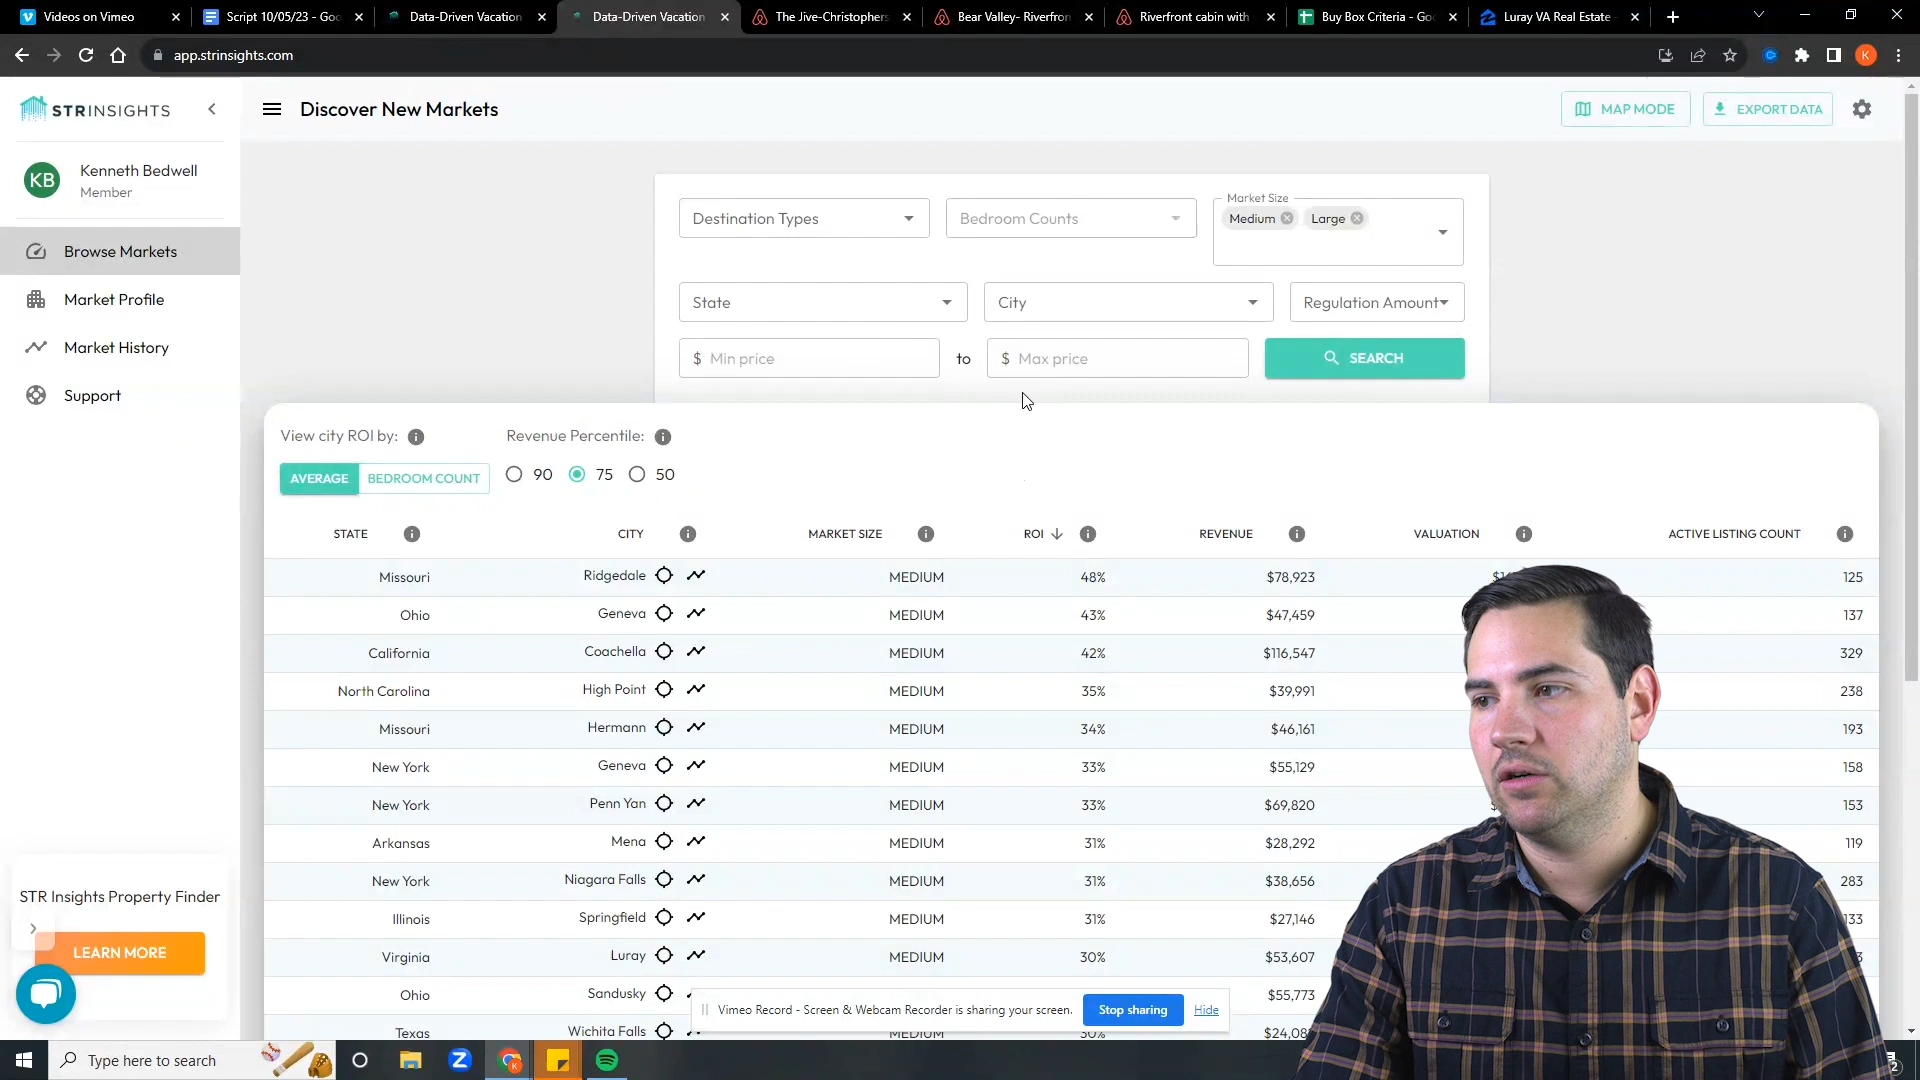 Videos on Vimeo
Script 10/05/23 - Goo
Data-Driven Vacation
Data-Driven Vacation
The Jive-Christophers
Bear Valley- Riverfron
Riverfront cabin with
Buy Box Criteria - Goo
Luray VA Real Estate -
app.strinsights.com
K
STRINSIGHTS
Discover New Markets
MAP MODE
EXPORT DATA
KB
Kenneth Bedwell
Member
Browse Markets
Market Profile
Market History
Support
Destination Types
Bedroom Counts
Market Size
Medium
Large
State
City
Regulation Amount
$ Min price
to
$ Max price
SEARCH
View city ROI by:
Revenue Percentile:
AVERAGE
BEDROOM COUNT
90
75
50
STATE CITY MARKET SIZE ROI REVENUE VALUATION ACTIVE LISTING COUNT
Missouri Ridgedale MEDIUM 48% $78,923 125
Ohio Geneva MEDIUM 43% $47,459 137
California Coachella MEDIUM 42% $116,547 329
North Carolina High Point MEDIUM 35% $39,991 238
Missouri Hermann MEDIUM 34% $46,161 193
New York Geneva MEDIUM 33% $55,129 158
New York Penn Yan MEDIUM 33% $69,820 153
Arkansas Mena MEDIUM 31% $28,292 119
New York Niagara Falls MEDIUM 31% $38,656 283
Illinois Springfield MEDIUM 31% $27,146 133
Virginia Luray MEDIUM 30% $53,607
Ohio Sandusky $55,773
Texas Wichita Falls MEDIUM 30%
STR Insights Property Finder
LEARN MORE
Vimeo Record - Screen & Webcam Recorder is sharing your screen.
Stop sharing
Hide
Type here to search
2